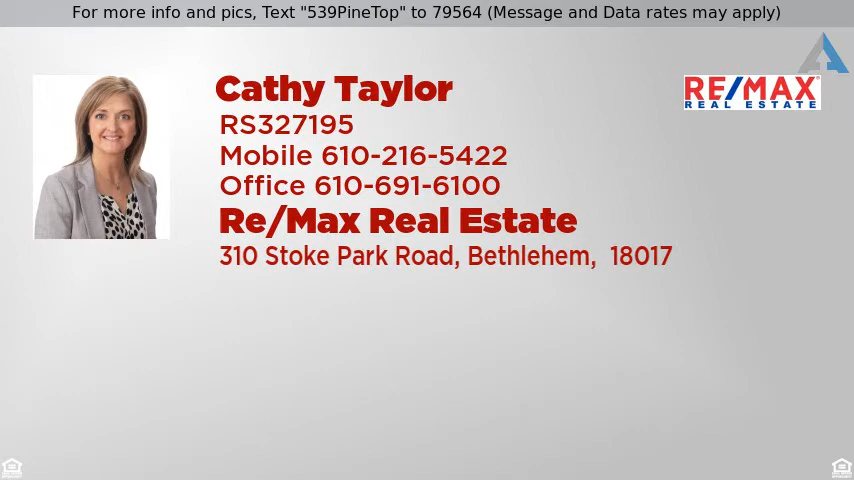 For more info and pics, Text "539PineTop" to 79564 (Message and Data rates may apply)
Cathy Taylor
RS327195
Mobile 610-216-5422
Office 610-691-6100
Re/Max Real Estate
310 Stoke Park Road, Bethlehem,  18017
RE/MAX
REAL ESTATE